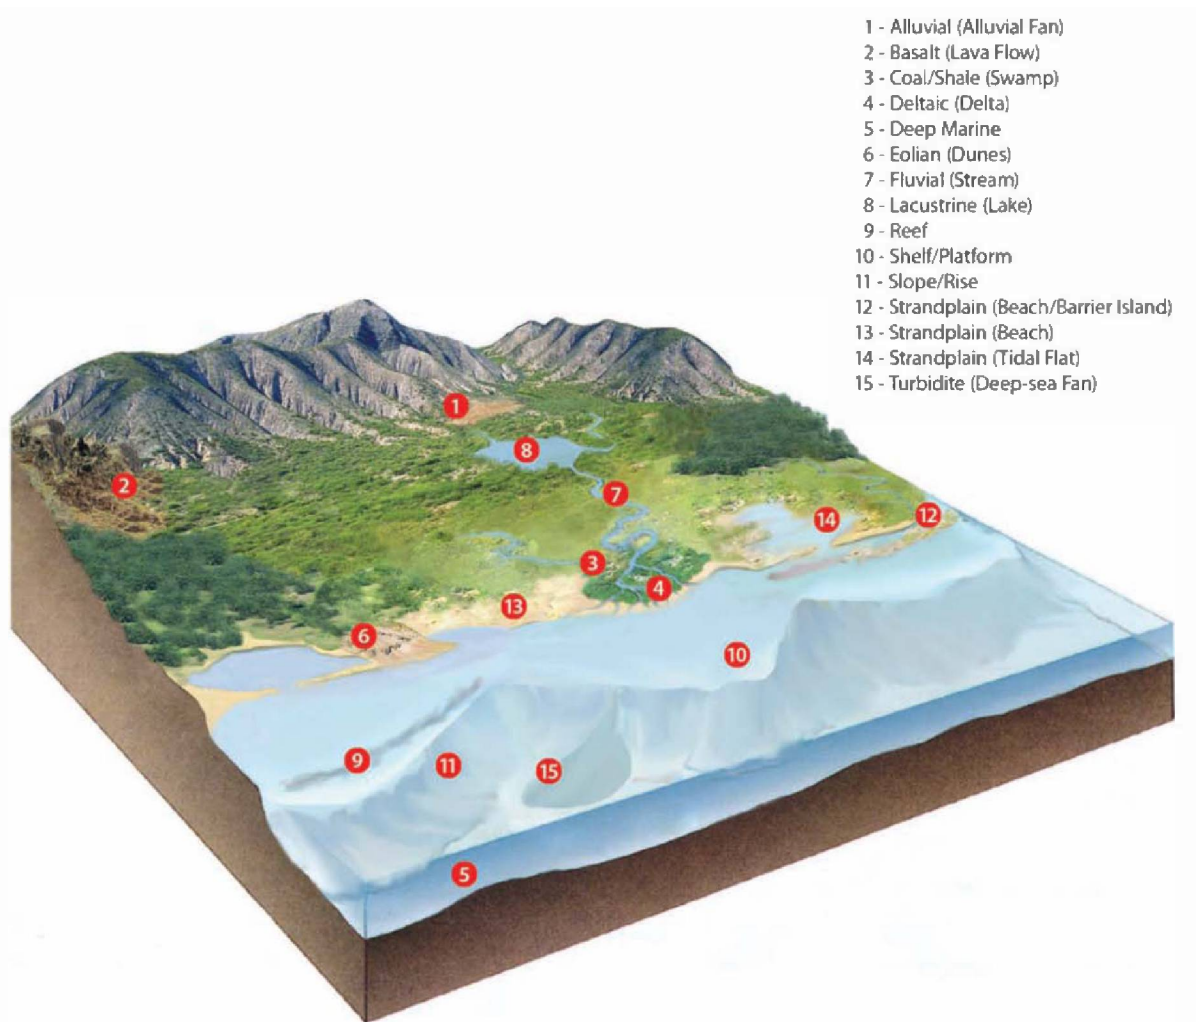 1 - Alluvial (Alluvial Fan)
2 - Basalt (Lava Flow)
3 - Coal/Shale (Swamp)
4 - Deltaic (Delta)
5 - Deep Marine
6 - Eolian (Dunes)
7 - Fluvial (Stream)
8 - Lacustrine (Lake)
9 - Reef
10 - Shelf/Platform
11 - Slope/Rise
12 - Strandplain (Beach/Barrier Island)
13 - Strandplain (Beach)
14 - Strandplain (Tidal Flat)
15 - Turbidite (Deep-sea Fan)
1
8
2
7
12
14
3
4
13
6
10
9
11
15
5